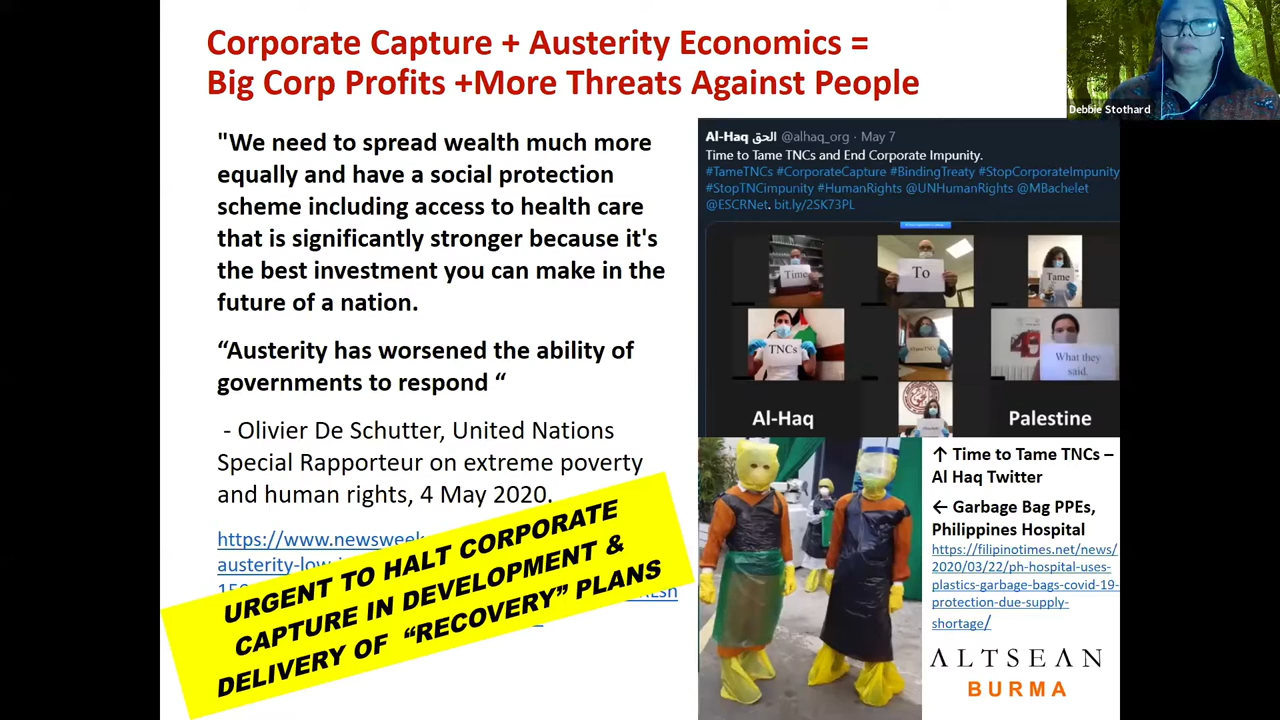 Corporate Capture + Austerity Economics =
Big Corp Profits +More Threats Against People
"We need to spread wealth much more
equally and have a social protection
scheme including access to health care
that is significantly stronger because it's
the best investment you can make in the
future of a nation.
“Austerity has worsened the ability of
governments to respond “
- Olivier De Schutter, United Nations
Special Rapporteur on extreme poverty
and human rights, 4 May 2020.
https://www.newsweek
austerity-low-i
URGENT TO HALT CORPORATE
CAPTURE IN DEVELOPMENT &
DELIVERY OF “RECOVERY” PLANS
Debbie Stothard
Al-Haq الحق @alhaq_org · May 7
Time to Tame TNCs and End Corporate Impunity.
#TameTNCs #CorporateCapture #BindingTreaty #StopCorporateImpunity
#StopTNCimpunity #HumanRights @UNHumanRights @MBachelet
@ESCRNet. bit.ly/2SK73PL
Time
To
Tame
TNCs
What they
said.
Al-Haq
Palestine
↑ Time to Tame TNCs –
Al Haq Twitter
← Garbage Bag PPEs,
Philippines Hospital
https://filipinotimes.net/news/
2020/03/22/ph-hospital-uses-
plastics-garbage-bags-covid-19-
protection-due-supply-
shortage/
ALTSEAN
BURMA